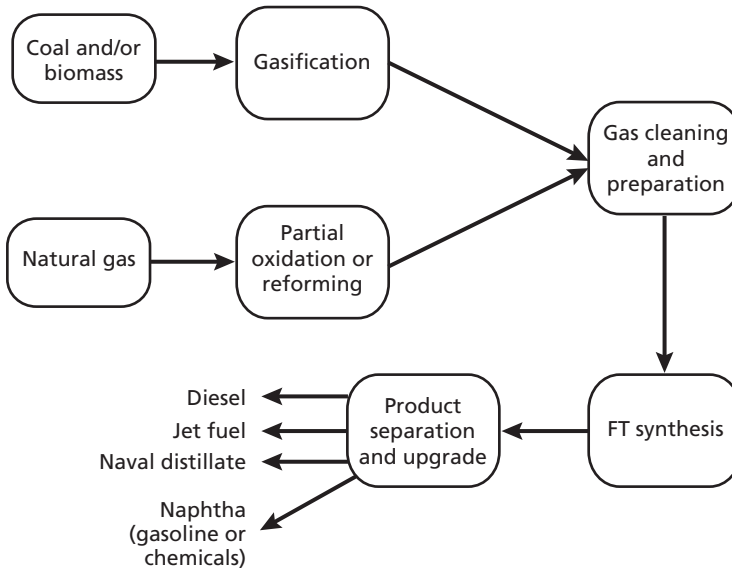 Coal and/or
biomass
Gasification
Gas cleaning
and
preparation
Natural gas
Partial
oxidation or
reforming
Diesel
Jet fuel
Naval distillate
Naphtha
(gasoline or
chemicals)
Product
separation
and upgrade
FT synthesis